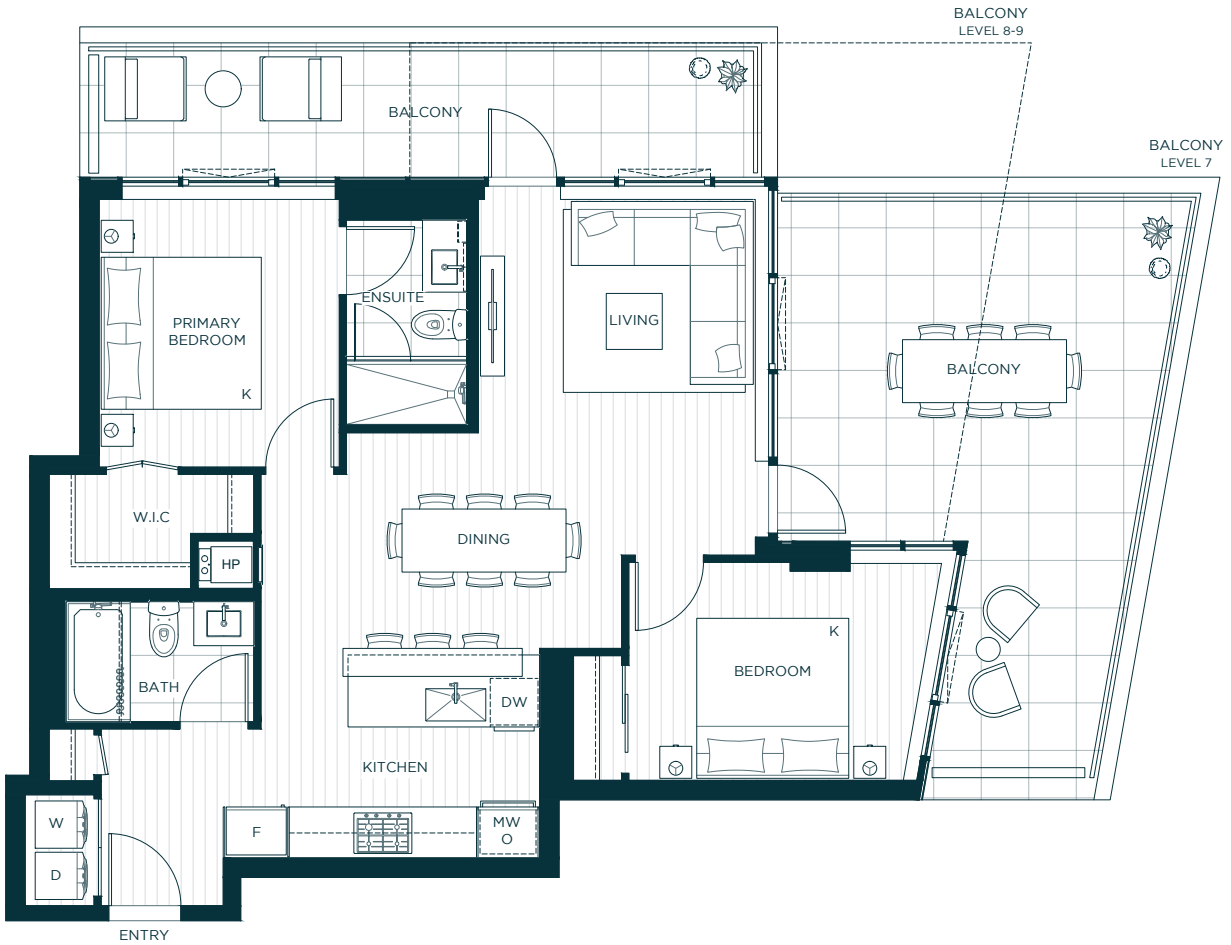 BALCONY
LEVEL 8-9
BALCONY
BALCONY
LEVEL 7
ENSUITE
PRIMARY
BEDROOM
LIVING
BALCONY
K
W.I.C
DINING
HP
K
BEDROOM
BATH
DW
KITCHEN
W
F
MW
O
D
ENTRY